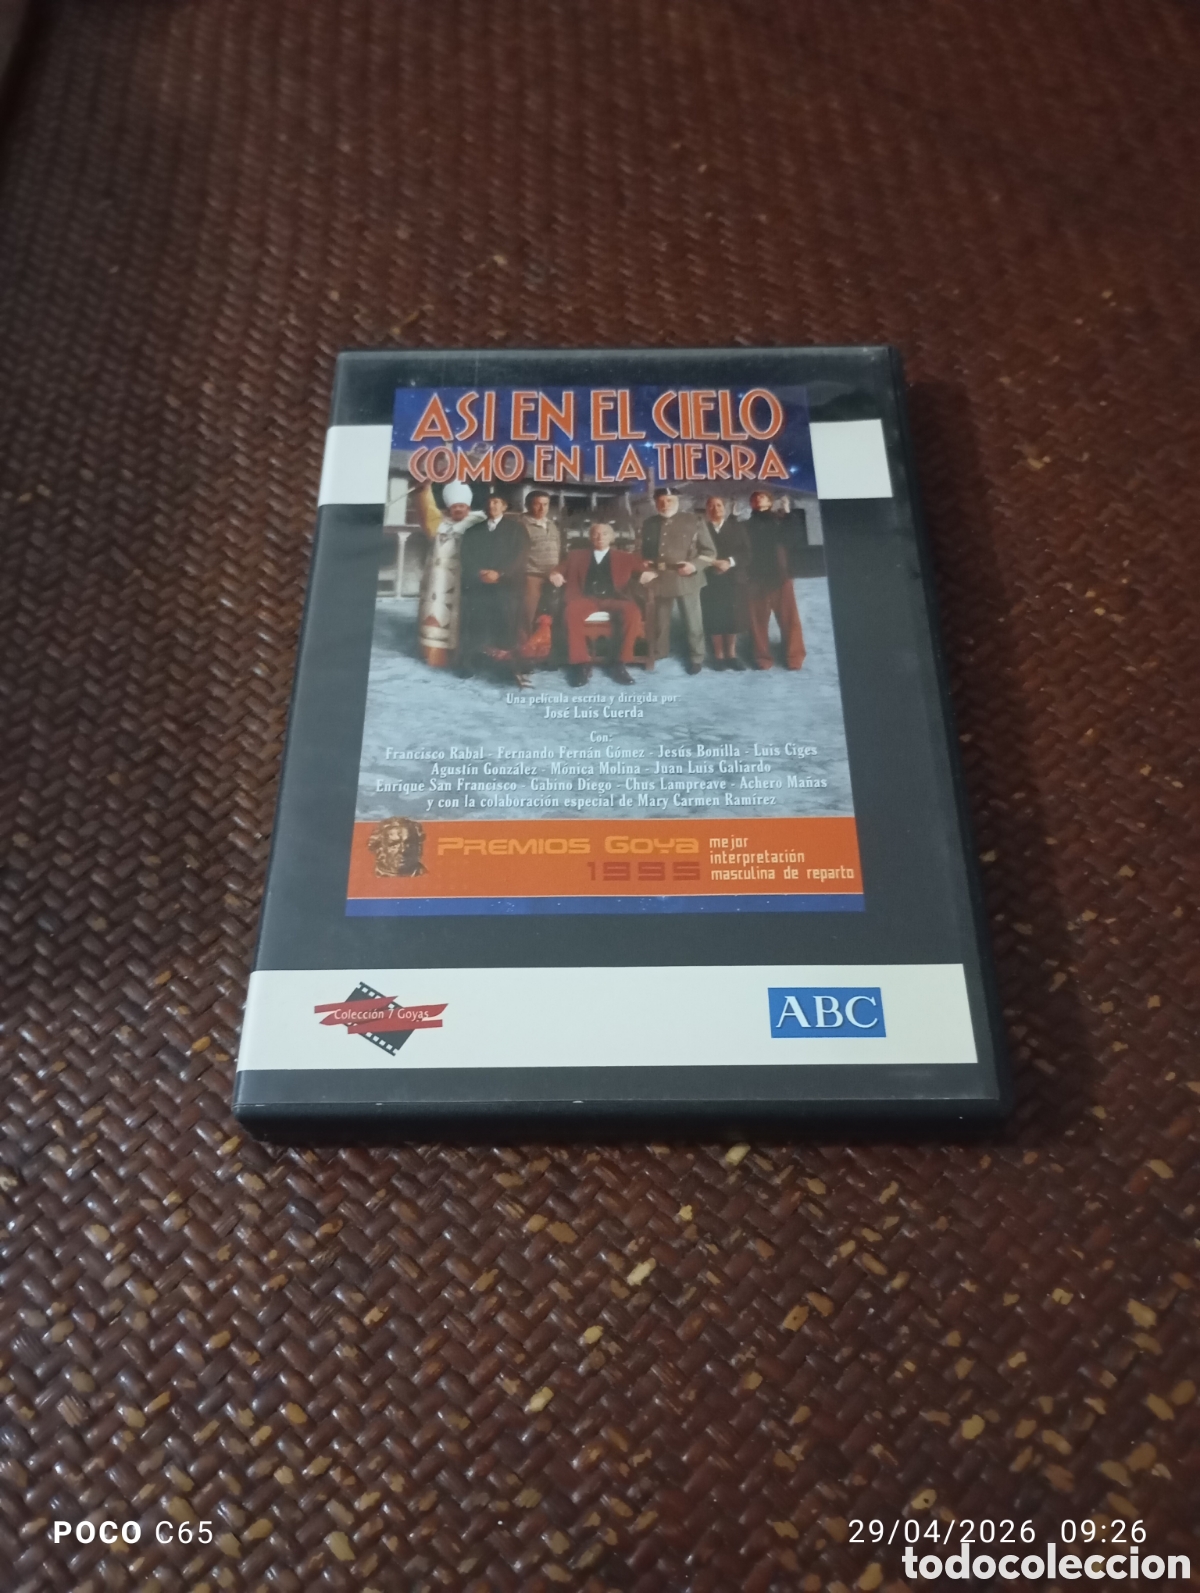 ASI EN EL CIELO
COMO EN LA TIERRA
Una película escrita y dirigida por:
José Luis Cuerda
Con:
Francisco Rabal - Fernando Fernán Gómez - Jesús Bonilla - Luis Ciges
Agustín González - Mónica Molina - Juan Luis Galiardo
Enrique San Francisco - Gabino Diego - Chus Lampreave - Achero Mañas
y con la colaboración especial de Mary Carmen Ramírez
PREMIOS GOYA
1995
mejor
interpretación
masculina de reparto
Colección 7 Goyas
ABC
POCO C65
29/04/2026 09:26
todocoleccion